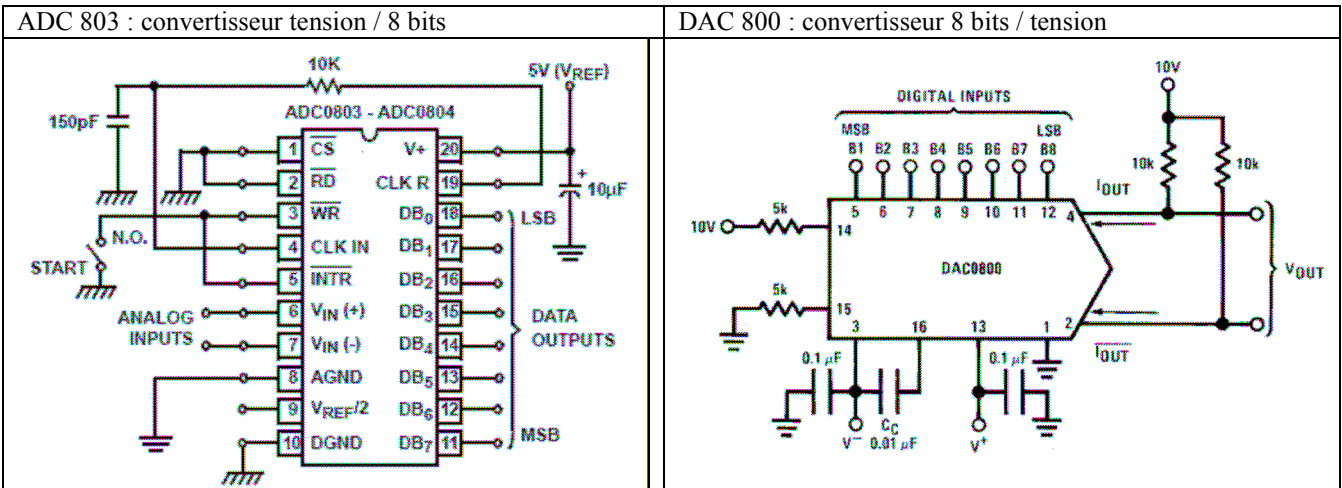 ADC 803 : convertisseur tension / 8 bits
10K
5V (VREF)
150pF
ADC0803 - ADC0804
1 CS V+ 20
2 RD CLK R 19
10µF
3 WR DB0 18 LSB
N.O.
4 CLK IN DB1 17
START
5 INTR DB2 16
6 VIN (+) DB3 15
ANALOG INPUTS
DATA OUTPUTS
7 VIN (-) DB4 14
8 AGND DB5 13
9 VREF/2 DB6 12
MSB
10 DGND DB7 11
DAC 800 : convertisseur 8 bits / tension
10V
DIGITAL INPUTS
MSB LSB
B1 B2 B3 B4 B5 B6 B7 B8
10k 10k
IOUT
5 6 7 8 9 10 11 12 4
5k
10V
14
DAC0800
VOUT
5k
15
3 16 13 1 2
IOUT
0.1 µF 0.1 µF
CC
V- 0.01 µF V+